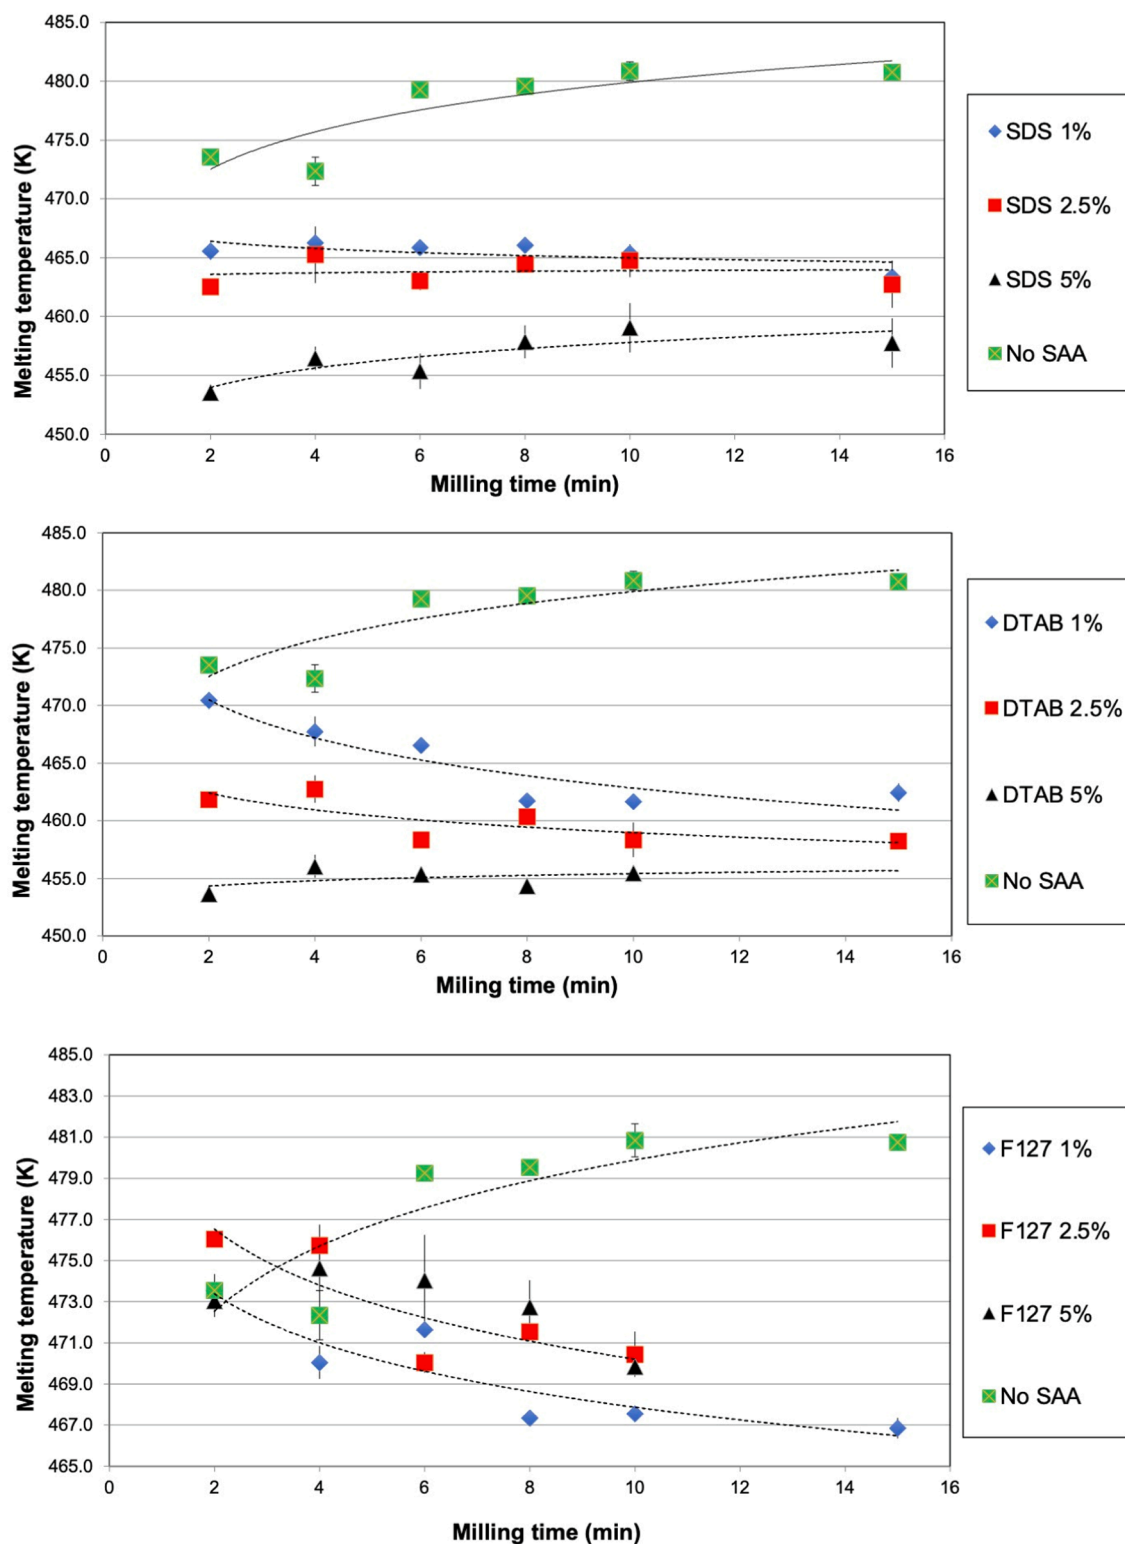 485.0
480.0
475.0
470.0
465.0
460.0
455.0
450.0
0 2 4 6 8 10 12 14 16
Melting temperature (K)
Milling time (min)
SDS 1%
SDS 2.5%
SDS 5%
No SAA
485.0
480.0
475.0
470.0
465.0
460.0
455.0
450.0
0 2 4 6 8 10 12 14 16
Melting temperature (K)
Miling time (min)
DTAB 1%
DTAB 2.5%
DTAB 5%
No SAA
485.0
483.0
481.0
479.0
477.0
475.0
473.0
471.0
469.0
467.0
465.0
0 2 4 6 8 10 12 14 16
Melting temperature (K)
Milling time (min)
F127 1%
F127 2.5%
F127 5%
No SAA